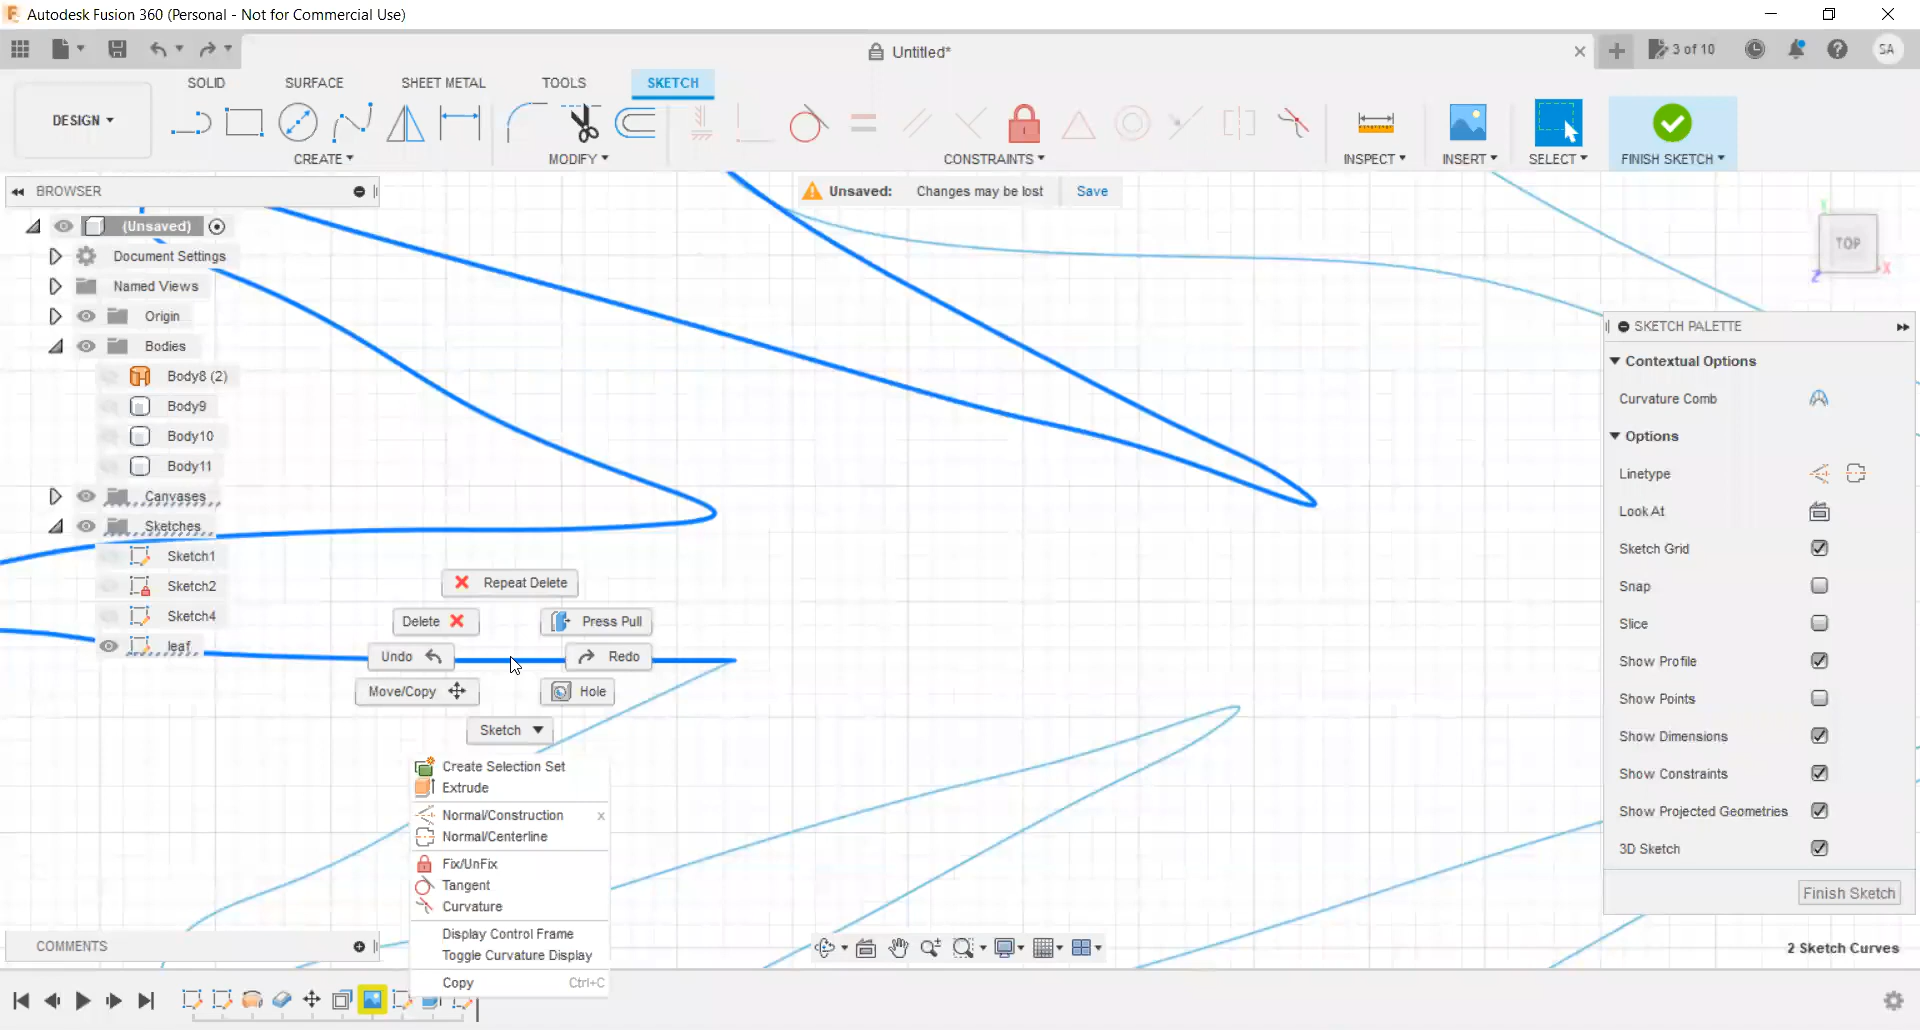 Autodesk Fusion 360 (Personal - Not for Commercial Use)
Untitled*
3 of 10
SA
DESIGN
SOLID
SURFACE
SHEET METAL
TOOLS
SKETCH
CREATE
MODIFY
CONSTRAINTS
INSPECT
INSERT
SELECT
FINISH SKETCH
BROWSER
Unsaved: Changes may be lost Save
(Unsaved)
Document Settings
Named Views
Origin
Bodies
Body8 (2)
Body9
Body10
Body11
Canvases
Sketches
Sketch1
Sketch2
Sketch4
leaf
TOP
Y
X
Z
Repeat Delete
Delete
Press Pull
Undo
Redo
Move/Copy
Hole
Sketch
Create Selection Set
Extrude
Normal/Construction x
Normal/Centerline
Fix/UnFix
Tangent
Curvature
Display Control Frame
Toggle Curvature Display
Copy Ctrl+C
SKETCH PALETTE
Contextual Options
Curvature Comb
Options
Linetype
Look At
Sketch Grid
Snap
Slice
Show Profile
Show Points
Show Dimensions
Show Constraints
Show Projected Geometries
3D Sketch
Finish Sketch
COMMENTS
2 Sketch Curves